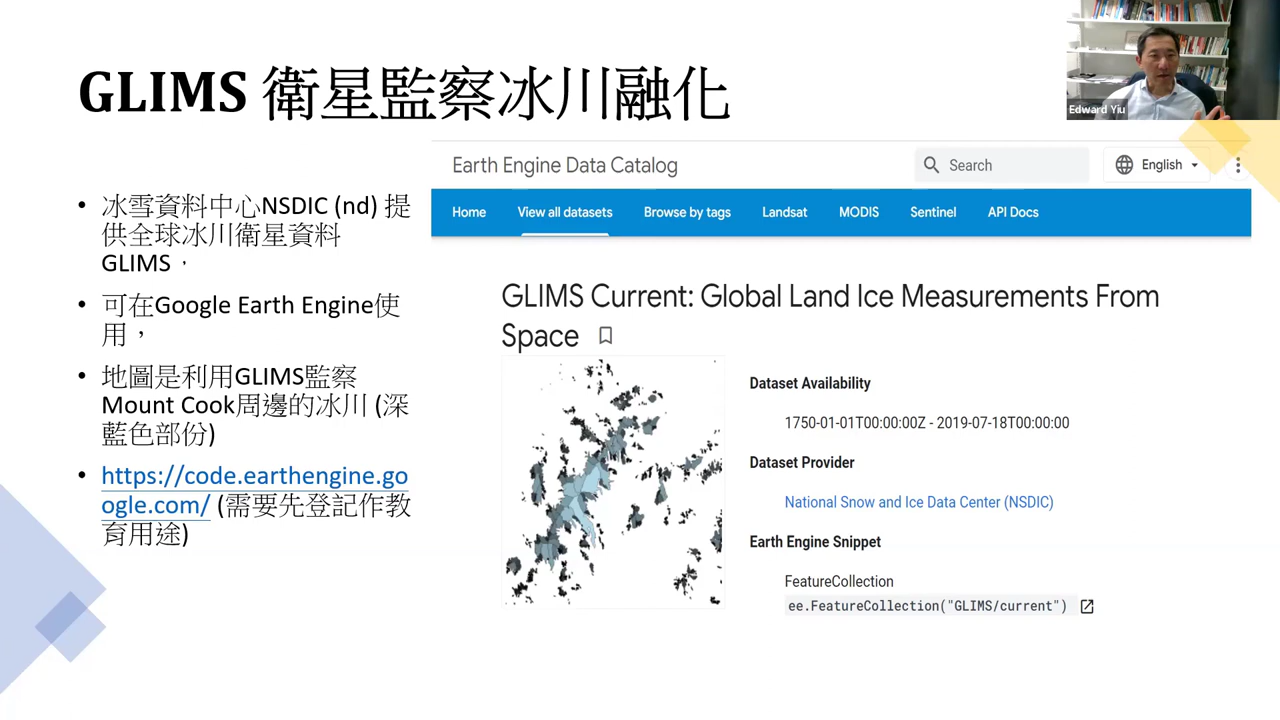 GLIMS 衛星監察冰川融化
Edward Yiu
• 冰雪資料中心NSDIC (nd) 提
供全球冰川衛星資料
GLIMS，
• 可在Google Earth Engine使
用，
• 地圖是利用GLIMS監察
Mount Cook周邊的冰川 (深
藍色部份)
• https://code.earthengine.go
ogle.com/ (需要先登記作教
育用途)
Earth Engine Data Catalog
Search
English
Home View all datasets Browse by tags Landsat MODIS Sentinel API Docs
GLIMS Current: Global Land Ice Measurements From
Space
Dataset Availability
1750-01-01T00:00:00Z - 2019-07-18T00:00:00
Dataset Provider
National Snow and Ice Data Center (NSDIC)
Earth Engine Snippet
FeatureCollection
ee.FeatureCollection("GLIMS/current")